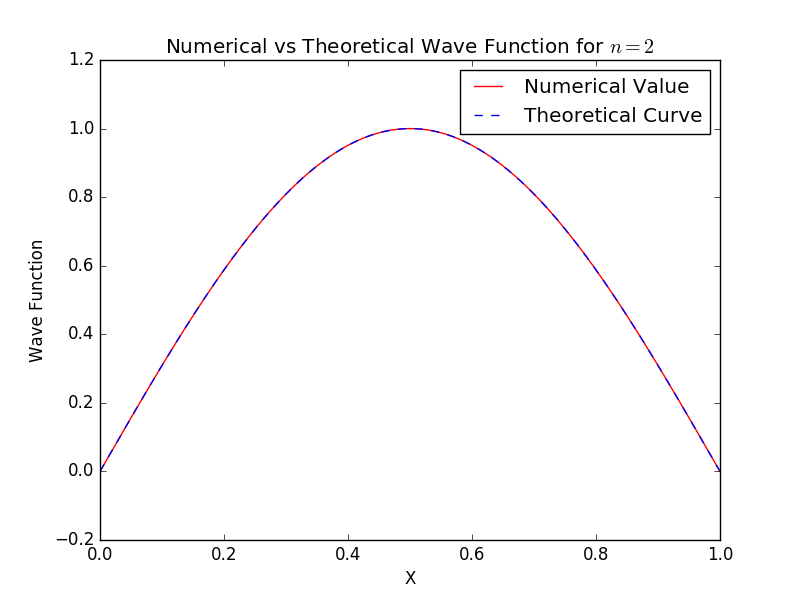 Numerical vs Theoretical Wave Function for n = 2
Numerical Value
Theoretical Curve
Wave Function
1.2
1.0
0.8
0.6
0.4
0.2
0.0
−0.2
0.0 0.2 0.4 0.6 0.8 1.0
X